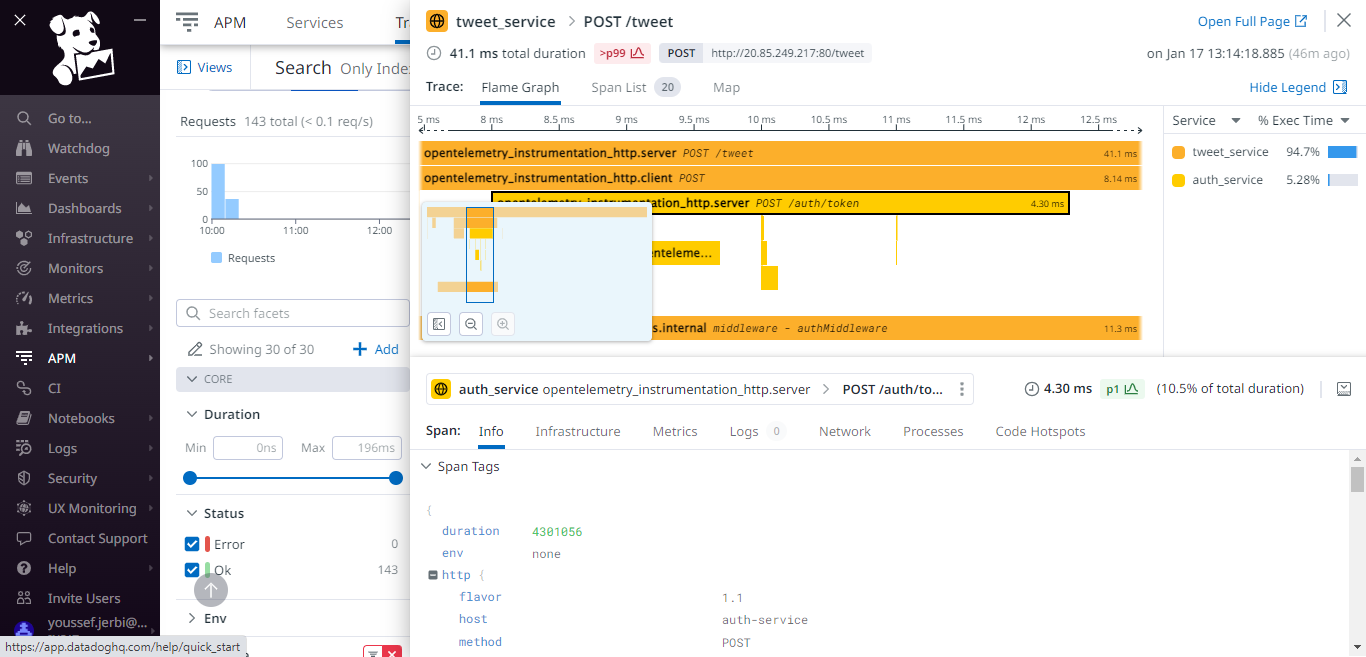 Go to...
Watchdog
Events
Dashboards
Infrastructure
Monitors
Metrics
Integrations
APM
CI
Notebooks
Logs
Security
UX Monitoring
Contact Support
Help
Invite Users
youssef.jerbi@...
https://app.datadoghq.com/help/quick_start
APM Services
Views Search Only Inde
Requests 143 total (< 0.1 req/s)
100
50
0
10:00 11:00 12:00
Requests
Search facets
Showing 30 of 30 Add
CORE
Duration
Min 0ns Max 196ms
Status
Error 0
Ok 143
Env
tweet_service > POST /tweet Open Full Page
41.1 ms total duration >p99 POST http://20.85.249.217:80/tweet on Jan 17 13:14:18.885 (46m ago)
Trace: Flame Graph Span List 20 Map Hide Legend
5 ms 8 ms 8.5 ms 9 ms 9.5 ms 10 ms 10.5 ms 11 ms 11.5 ms 12 ms 12.5 ms
Service % Exec Time
tweet_service 94.7%
auth_service 5.28%
opentelemetry_instrumentation_http.server POST /tweet 41.1 ms
opentelemetry_instrumentation_http.client POST 8.14 ms
opentelemetry_instrumentation_http.server POST /auth/token 4.30 ms
enteleme...
s.internal middleware - authMiddleware 11.3 ms
auth_service opentelemetry_instrumentation_http.server > POST /auth/to... 4.30 ms p1 (10.5% of total duration)
Span: Info Infrastructure Metrics Logs 0 Network Processes Code Hotspots
Span Tags
{
duration 4301056
env none
http {
flavor 1.1
host auth-service
method POST